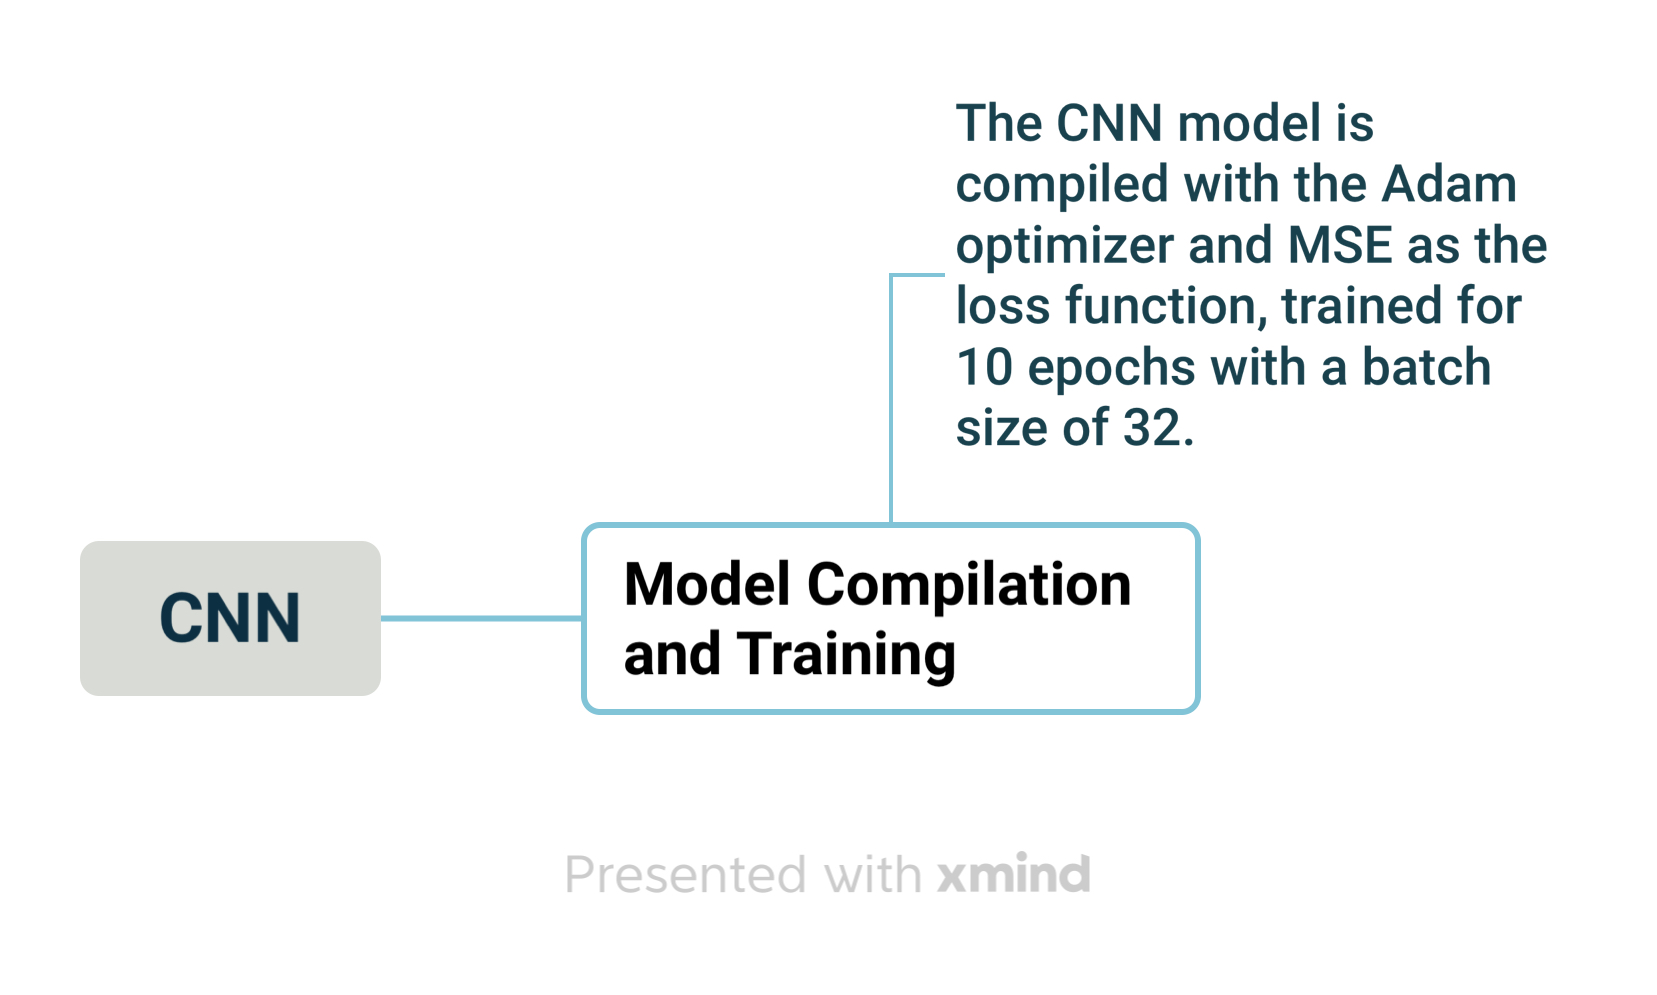 The CNN model is
compiled with the Adam
optimizer and MSE as the
loss function, trained for
10 epochs with a batch
size of 32.
CNN
Model Compilation
and Training
Presented with xmind